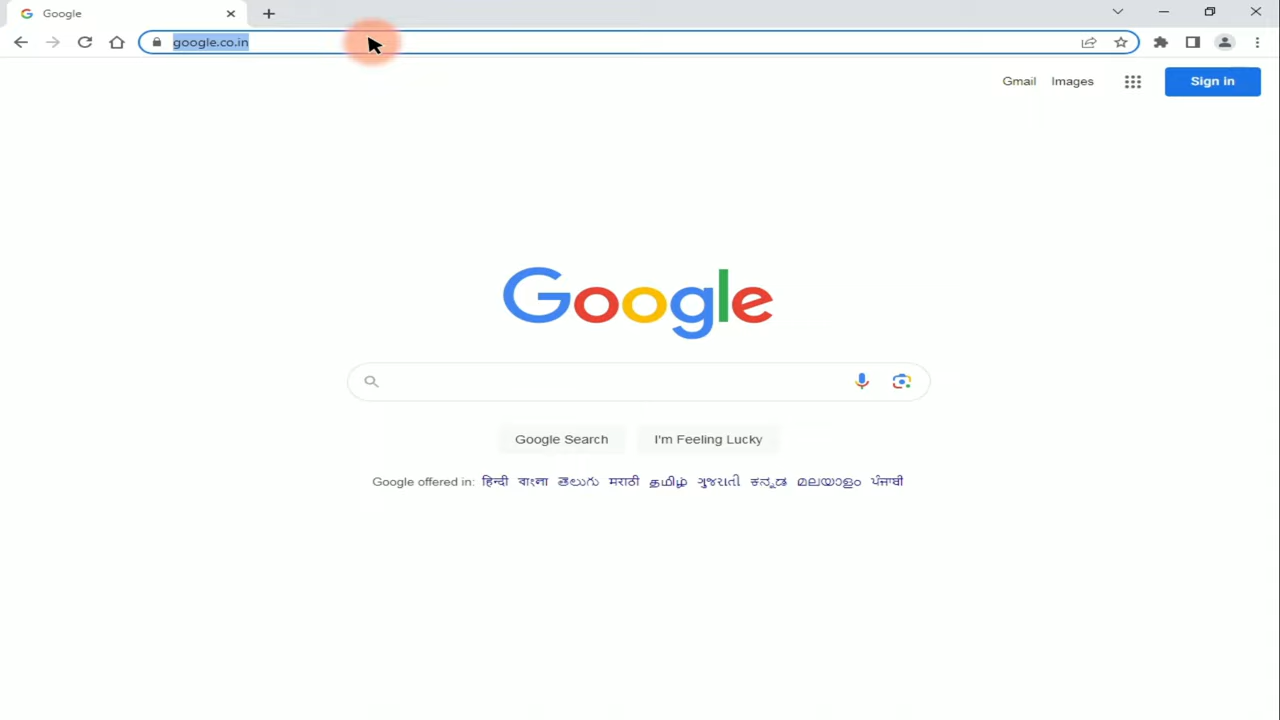 Google
google.co.in
Gmail Images Sign in
Google
Google Search I'm Feeling Lucky
Google offered in: हिन्दी বাংলা తెలుగు मराठी தமிழ் ગુજરાતી ಕನ್ನಡ മലയാളം ਪੰਜਾਬੀ